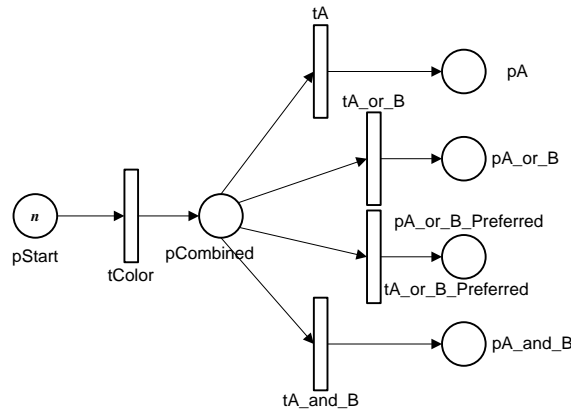 tA
pA
tA_or_B
pA_or_B
n
pStart
tColor
pCombined
pA_or_B_Preferred
tA_or_B_Preferred
pA_and_B
tA_and_B